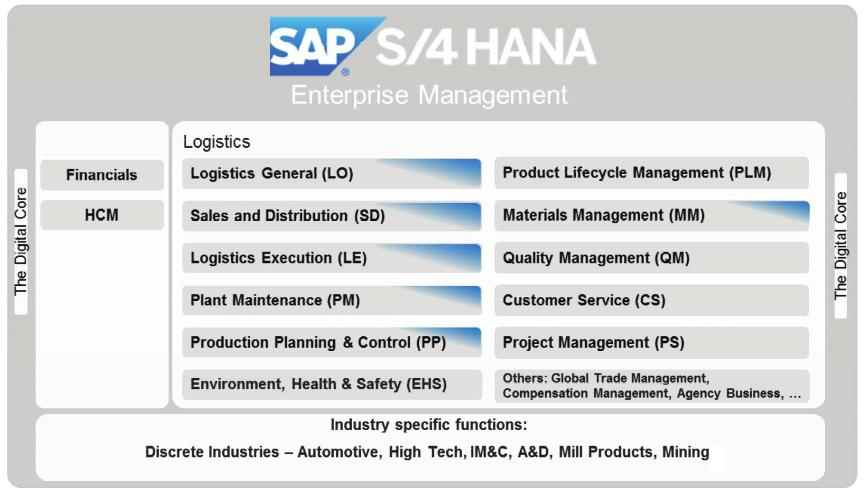 SAP ® S/4 HANA
Enterprise Management
The Digital Core
Financials
HCM
Logistics
Logistics General (LO)
Product Lifecycle Management (PLM)
Sales and Distribution (SD)
Materials Management (MM)
Logistics Execution (LE)
Quality Management (QM)
Plant Maintenance (PM)
Customer Service (CS)
Production Planning & Control (PP)
Project Management (PS)
Environment, Health & Safety (EHS)
Others: Global Trade Management,
Compensation Management, Agency Business, ...
The Digital Core
Industry specific functions:
Discrete Industries – Automotive, High Tech, IM&C, A&D, Mill Products, Mining